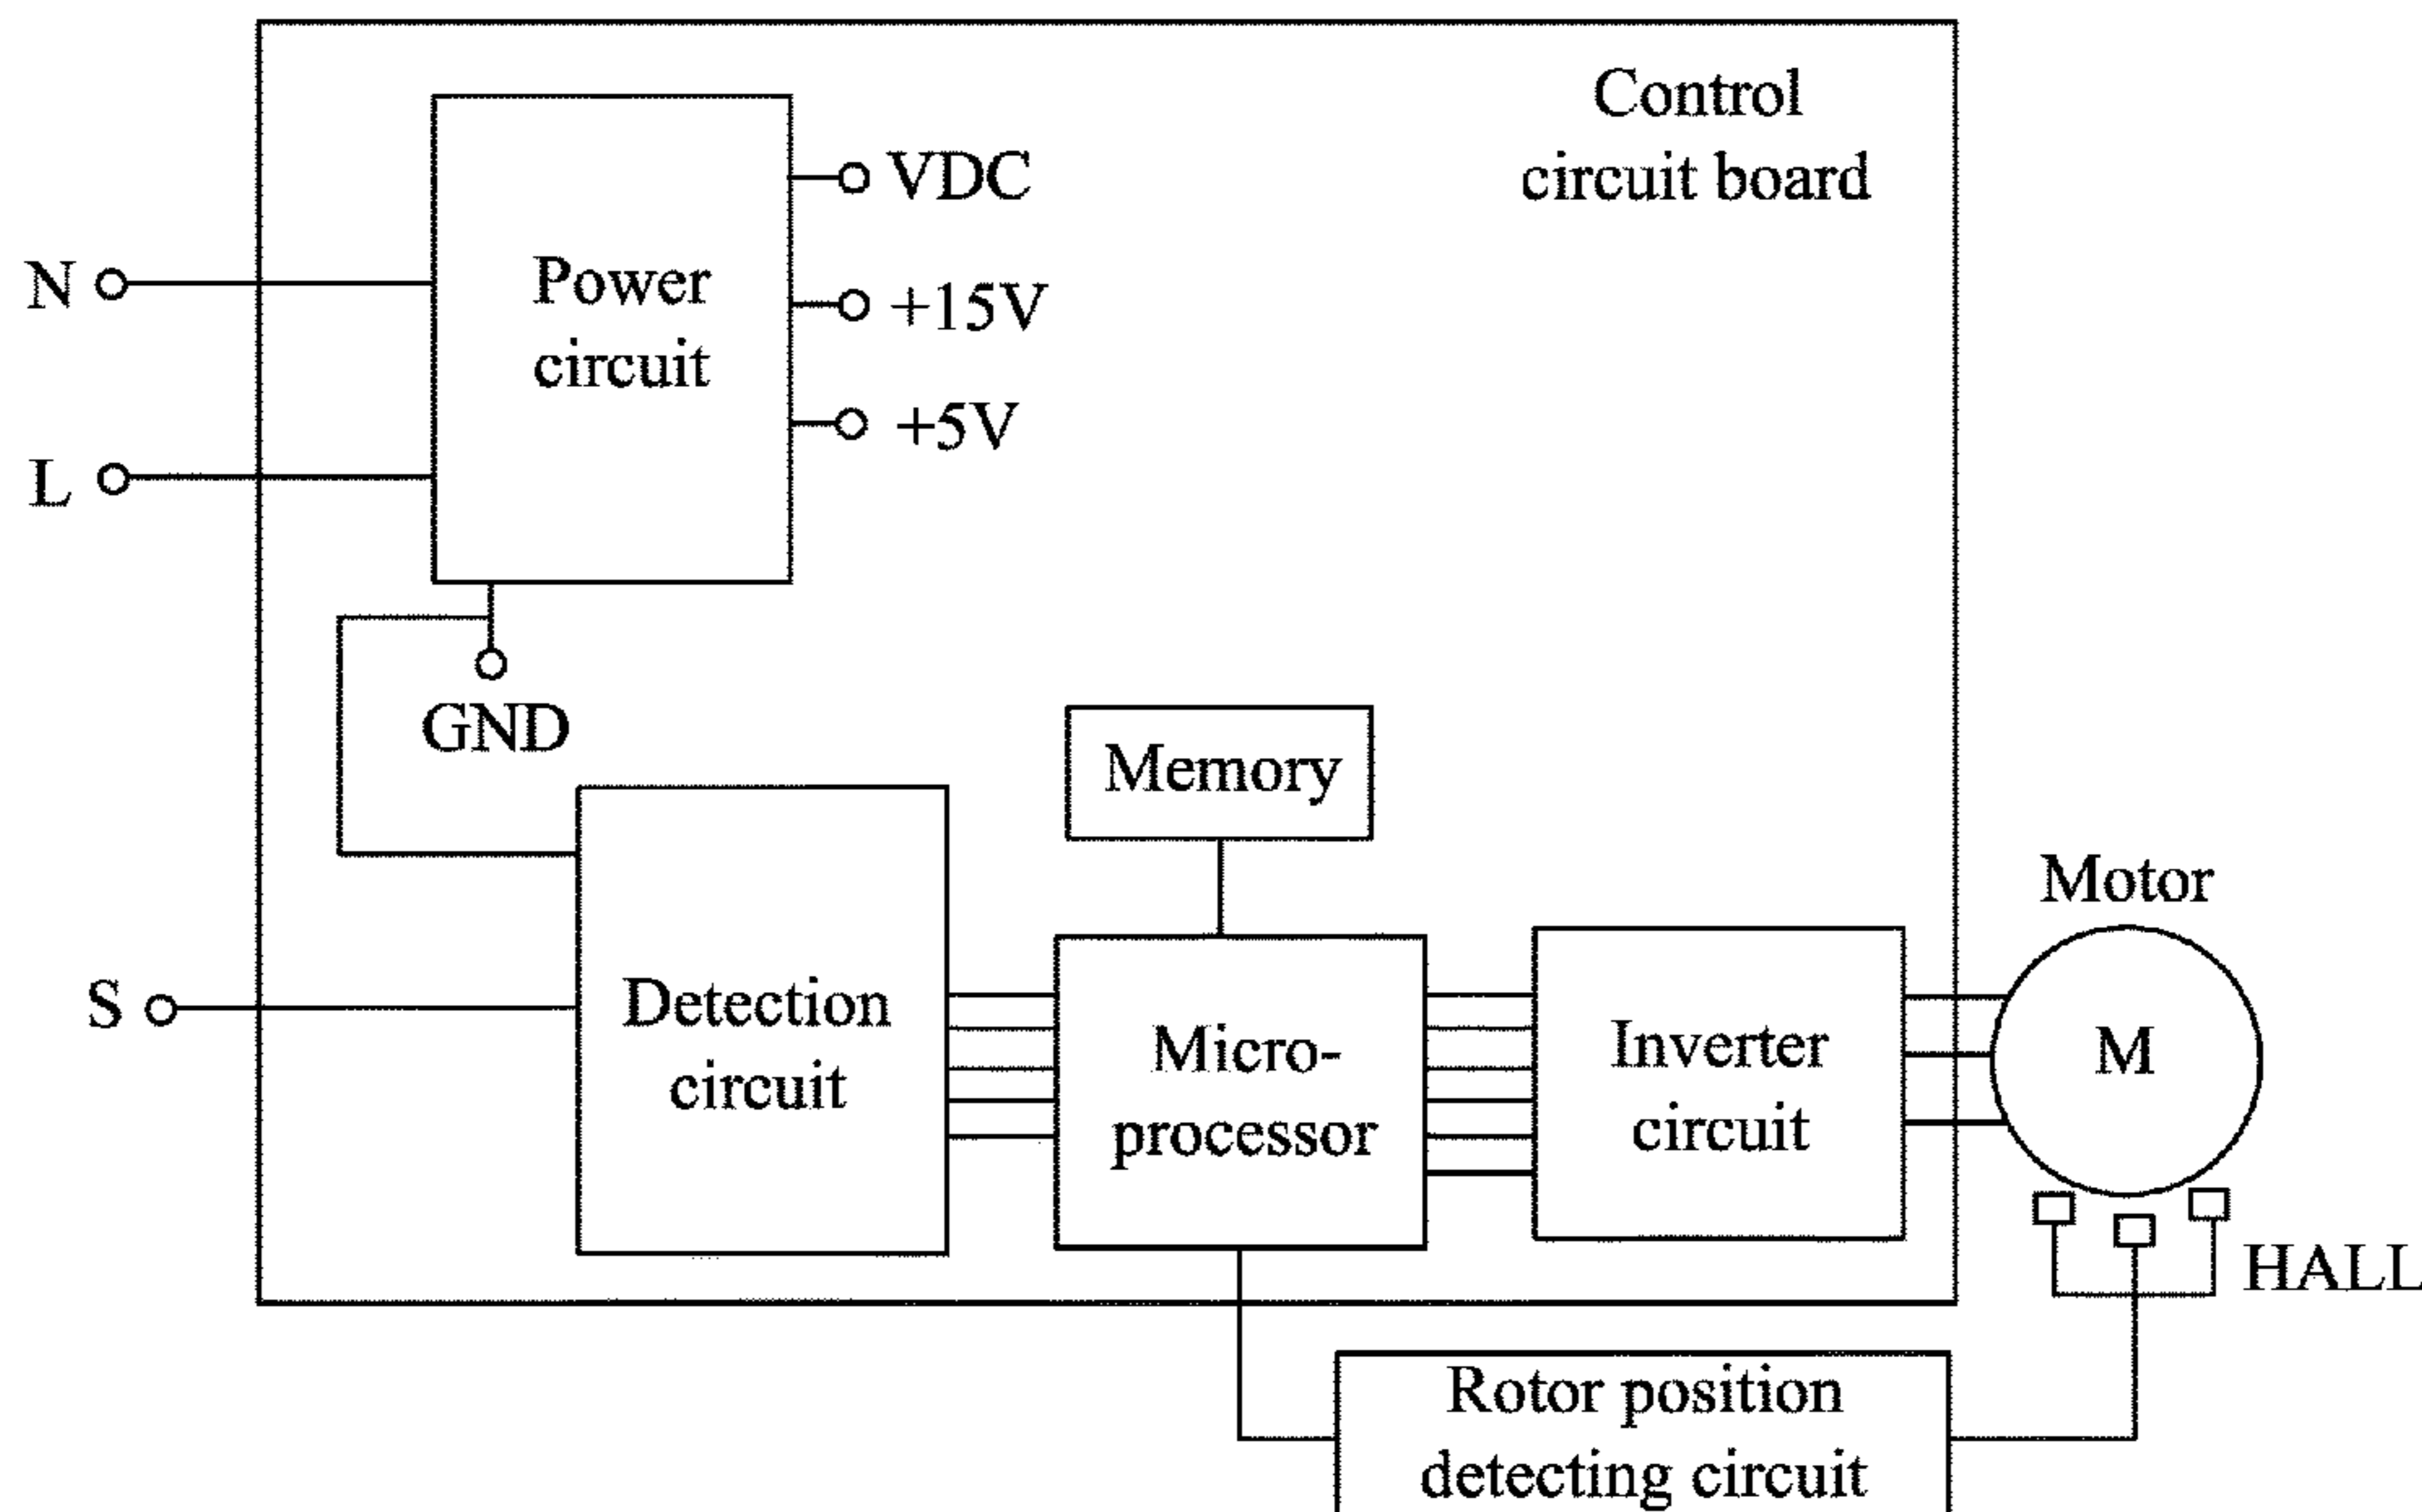 Control
circuit board
VDC
N
Power
circuit
+15V
+5V
L
GND
Memory
Motor
S
Detection
circuit
Micro-
processor
Inverter
circuit
M
HALL
Rotor position
detecting circuit